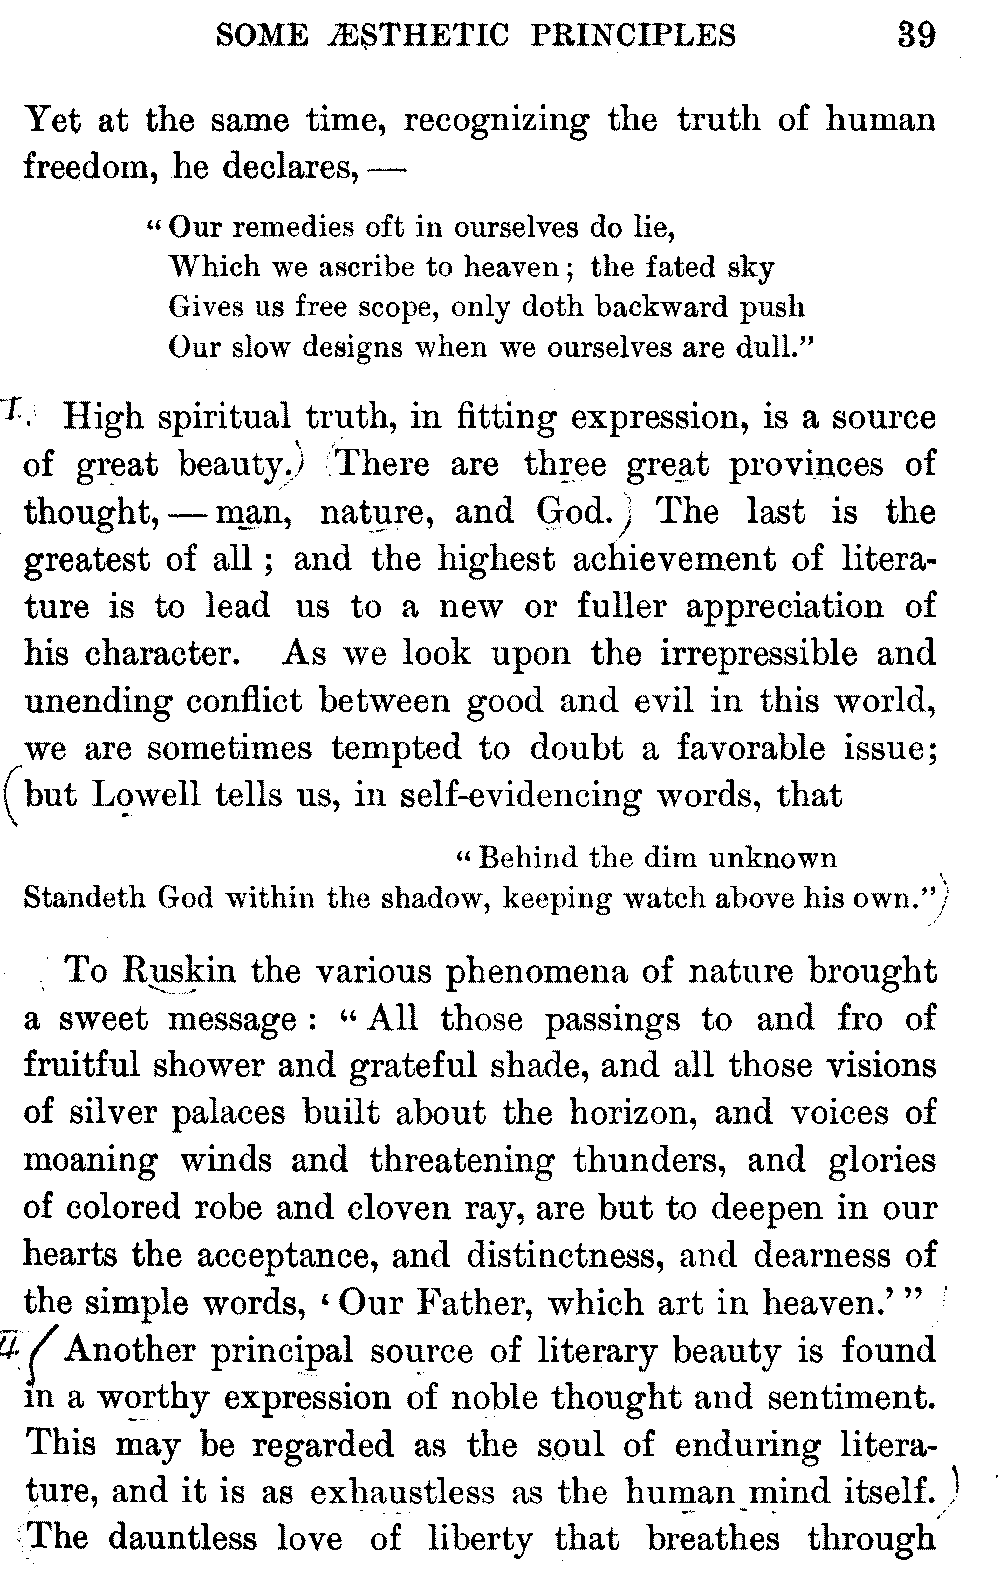 SOME ÆSTHETIC PRINCIPLES 39
Yet at the same time, recognizing the truth of human
freedom, he declares, —
“Our remedies oft in ourselves do lie,
Which we ascribe to heaven; the fated sky
Gives us free scope, only doth backward push
Our slow designs when we ourselves are dull.”
I. High spiritual truth, in fitting expression, is a source
of great beauty.) There are three great provinces of
thought, — man, nature, and God.) The last is the
greatest of all; and the highest achievement of litera-
ture is to lead us to a new or fuller appreciation of
his character. As we look upon the irrepressible and
unending conflict between good and evil in this world,
we are sometimes tempted to doubt a favorable issue;
(but Lowell tells us, in self-evidencing words, that
“Behind the dim unknown
Standeth God within the shadow, keeping watch above his own.”)
To Ruskin the various phenomena of nature brought
a sweet message: “All those passings to and fro of
fruitful shower and grateful shade, and all those visions
of silver palaces built about the horizon, and voices of
moaning winds and threatening thunders, and glories
of colored robe and cloven ray, are but to deepen in our
hearts the acceptance, and distinctness, and dearness of
the simple words, ‘Our Father, which art in heaven.’”
II. (Another principal source of literary beauty is found
in a worthy expression of noble thought and sentiment.
This may be regarded as the soul of enduring litera-
ture, and it is as exhaustless as the human mind itself.)
The dauntless love of liberty that breathes through